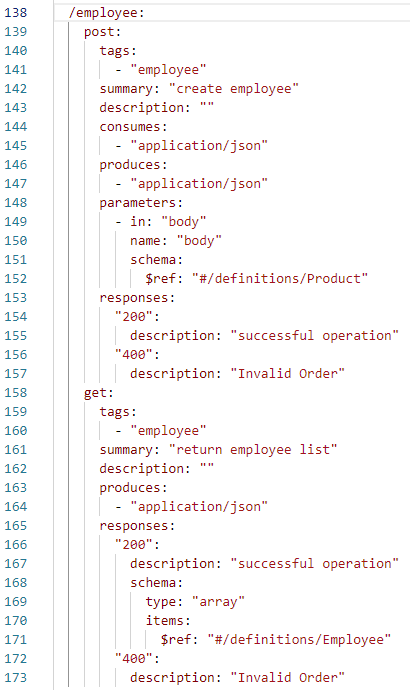 138 /employee:
139 post:
140 tags:
141 - "employee"
142 summary: "create employee"
143 description: ""
144 consumes:
145 - "application/json"
146 produces:
147 - "application/json"
148 parameters:
149 - in: "body"
150 name: "body"
151 schema:
152 $ref: "#/definitions/Product"
153 responses:
154 "200":
155 description: "successful operation"
156 "400":
157 description: "Invalid Order"
158 get:
159 tags:
160 - "employee"
161 summary: "return employee list"
162 description: ""
163 produces:
164 - "application/json"
165 responses:
166 "200":
167 description: "successful operation"
168 schema:
169 type: "array"
170 items:
171 $ref: "#/definitions/Employee"
172 "400":
173 description: "Invalid Order"